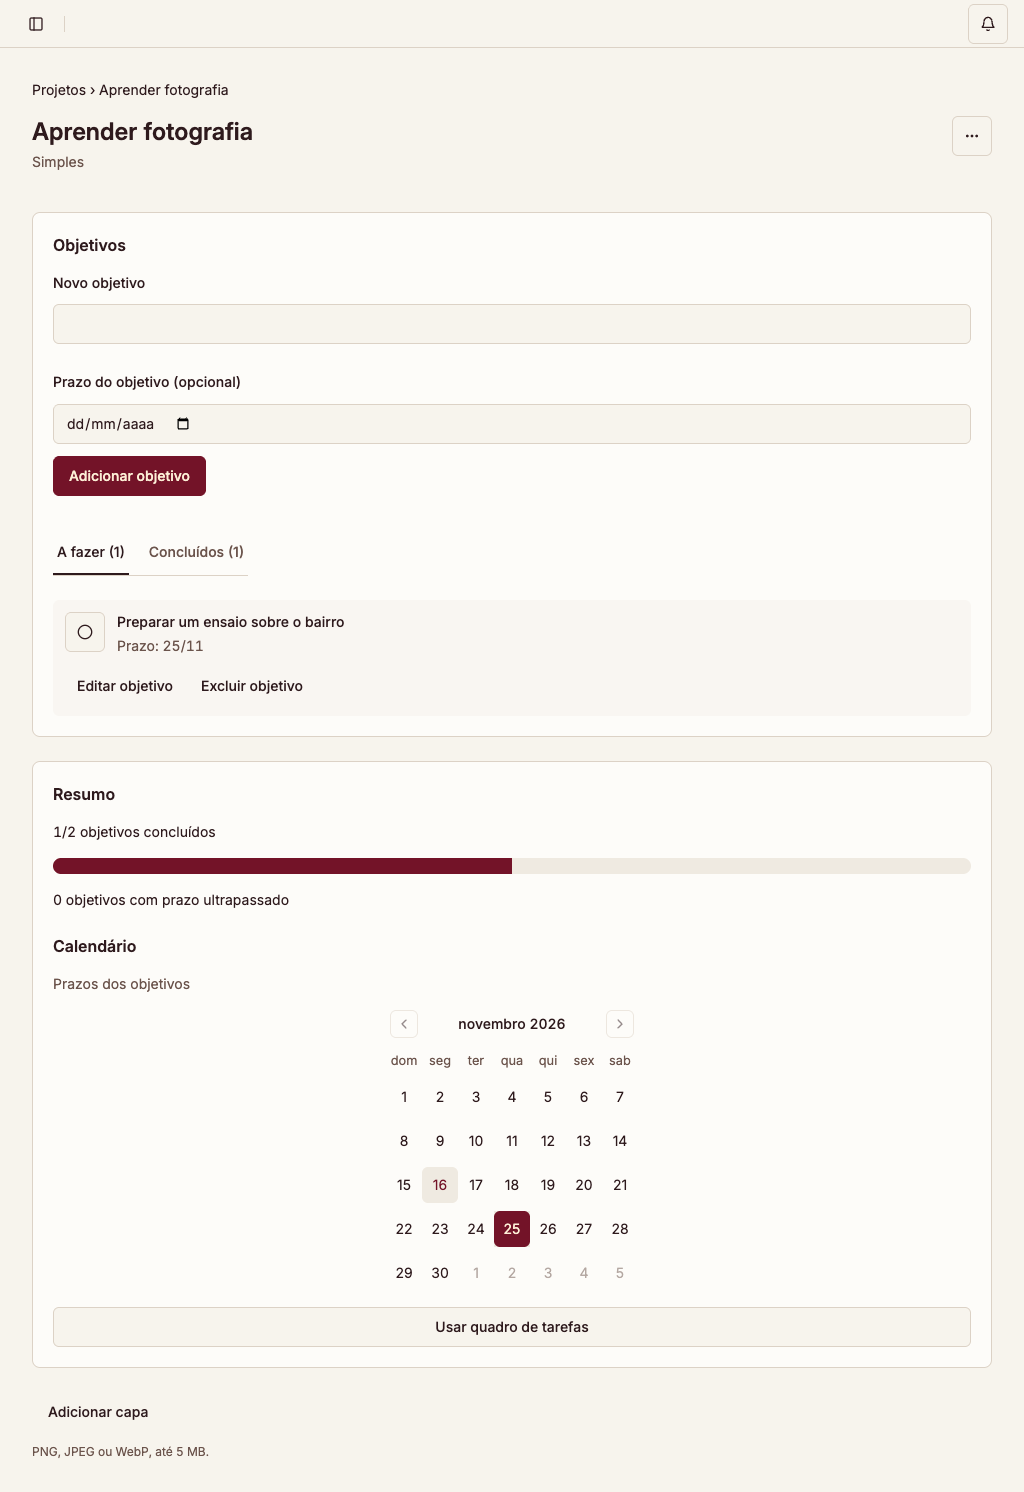 Projetos › Aprender fotografia
Aprender fotografia
Simples
Objetivos
Novo objetivo
Prazo do objetivo (opcional)
dd/mm/aaaa
Adicionar objetivo
A fazer (1) Concluídos (1)
Preparar um ensaio sobre o bairro
Prazo: 25/11
Editar objetivo Excluir objetivo
Resumo
1/2 objetivos concluídos
0 objetivos com prazo ultrapassado
Calendário
Prazos dos objetivos
novembro 2026
dom seg ter qua qui sex sab
1 2 3 4 5 6 7
8 9 10 11 12 13 14
15 16 17 18 19 20 21
22 23 24 25 26 27 28
29 30 1 2 3 4 5
Usar quadro de tarefas
Adicionar capa
PNG, JPEG ou WebP, até 5 MB.